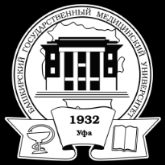 БАШКИРСКИЙ ГОСУДАРСТВЕННЫЙ МЕДИЦИНСКИЙ УНИВЕРСИТЕТ
1932
Уфа